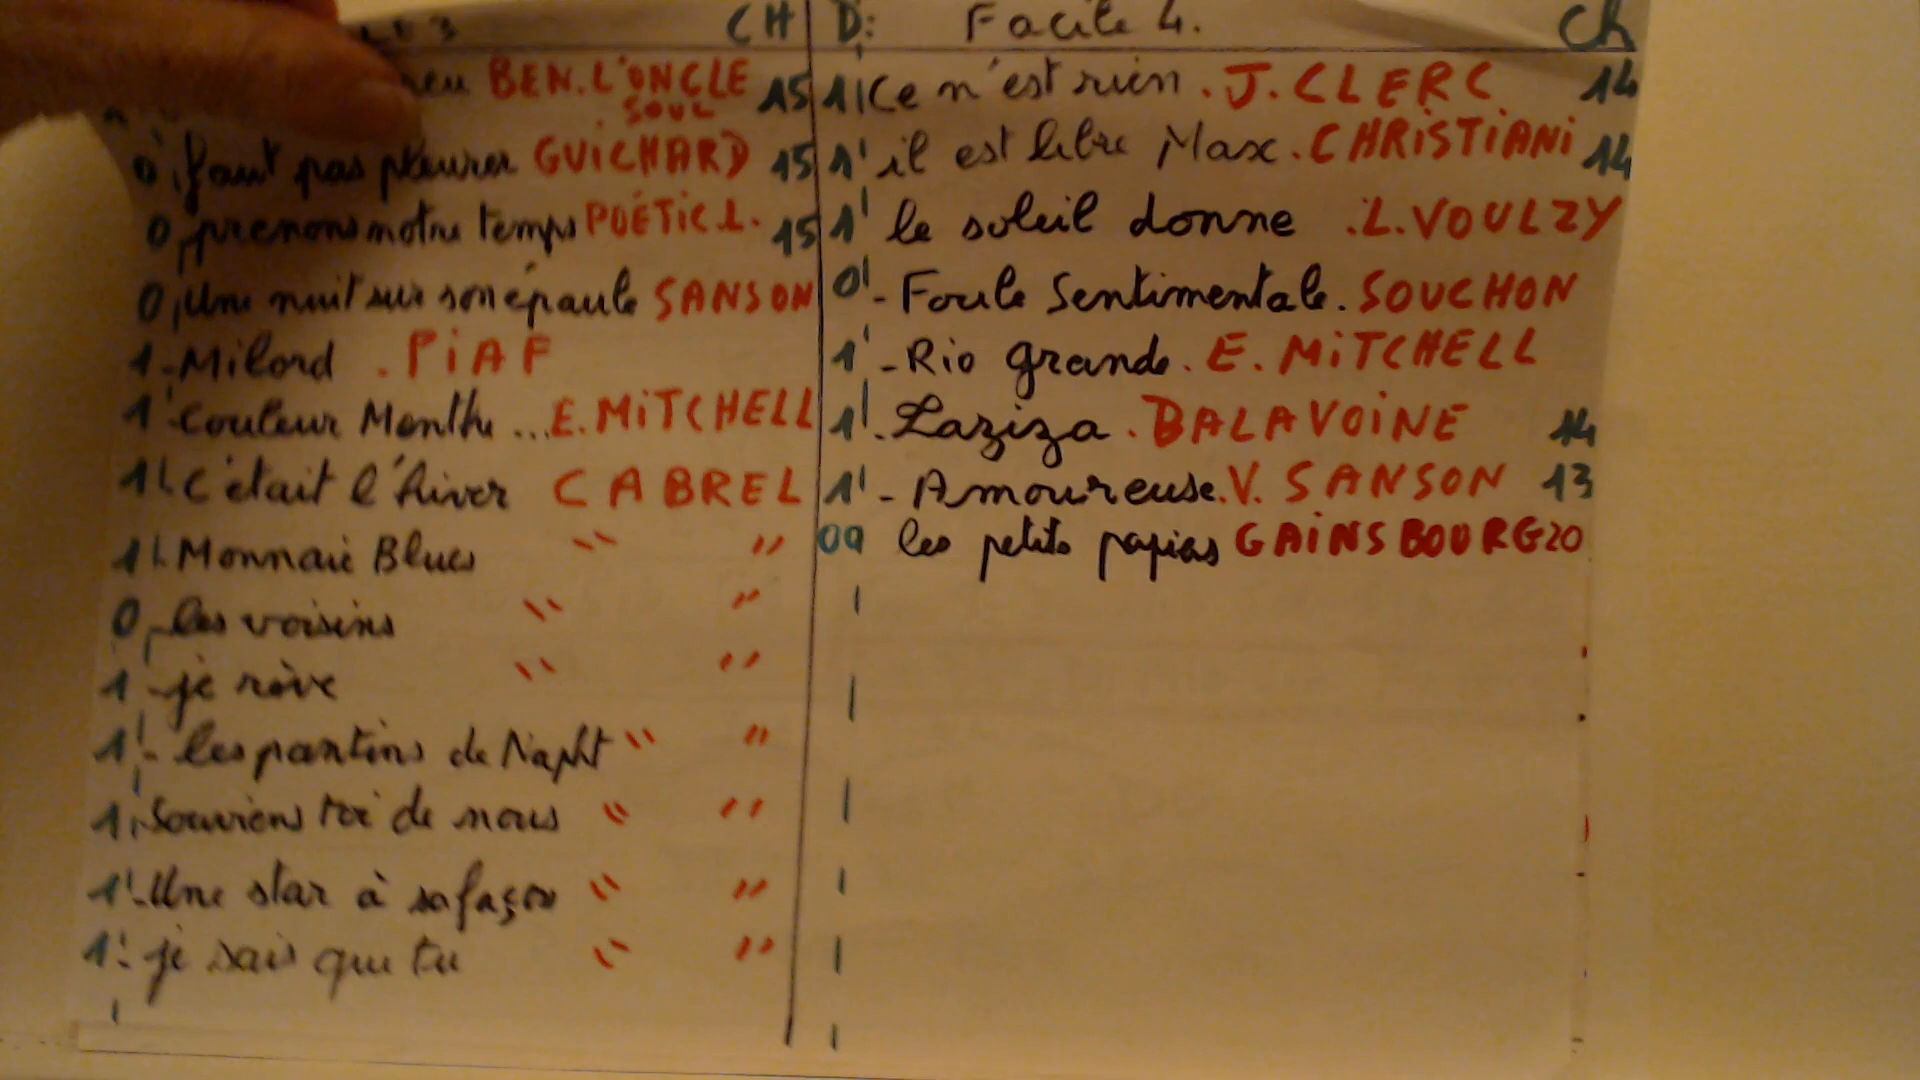 3 CH
BEN. L'ONCLE SOUL 15
0 faut pas pleurer GUICHARD 15
0 prenons notre temps POÉTIC L. 15
0 Une nuit sur son épaule SANSON
1 - Milord . PIAF
1 - Couleur Menthe ... E. MITCHELL
1 C'était l'hiver CABREL
1 Monnaie Blues " "
0 les voisins " "
1 - je rêve " "
1 - les pantins de Napht " "
1 Souviens toi de nous " "
1 - Une star à sa façon " "
1 je sais que tu " "
D: Facile 4. Ch
1 Ce n'est rien . J. CLERC 14
1 il est libre Max . CHRISTIANI 14
1 le soleil donne . L. VOULZY
0 - Foule Sentimentale . SOUCHON
1 - Rio grande . E. MITCHELL
1 . Laziza . BALAVOINE 14
1 - Amoureuse . V. SANSON 13
09 les petits papiers GAINSBOURG 20